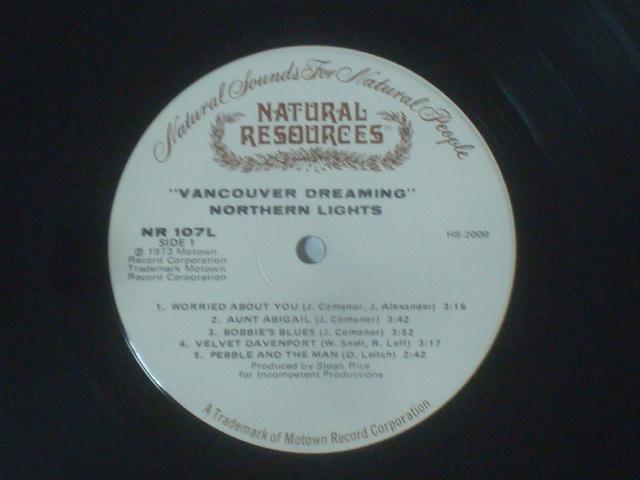 Natural Sounds For Natural People
NATURAL
RESOURCES
"VANCOUVER DREAMING"
NORTHERN LIGHTS
NR 107L
SIDE 1
HS-2009
℗ 1973 Motown
Record Corporation
Trademark Motown
Record Corporation
1. WORRIED ABOUT YOU (J. Comanor, J. Alexander) 3:16
2. AUNT ABIGAIL (J. Comaner) 3:42
3. BOBBIE'S BLUES (J. Comanor) 3:52
4. VELVET DAVENPORT (W. Snell, R. Leff) 3:17
5. PEBBLE AND THE MAN (D. Leitch) 2:42
Produced by Sloan Rice
for Incompetent Productions
A Trademark of Motown Record Corporation